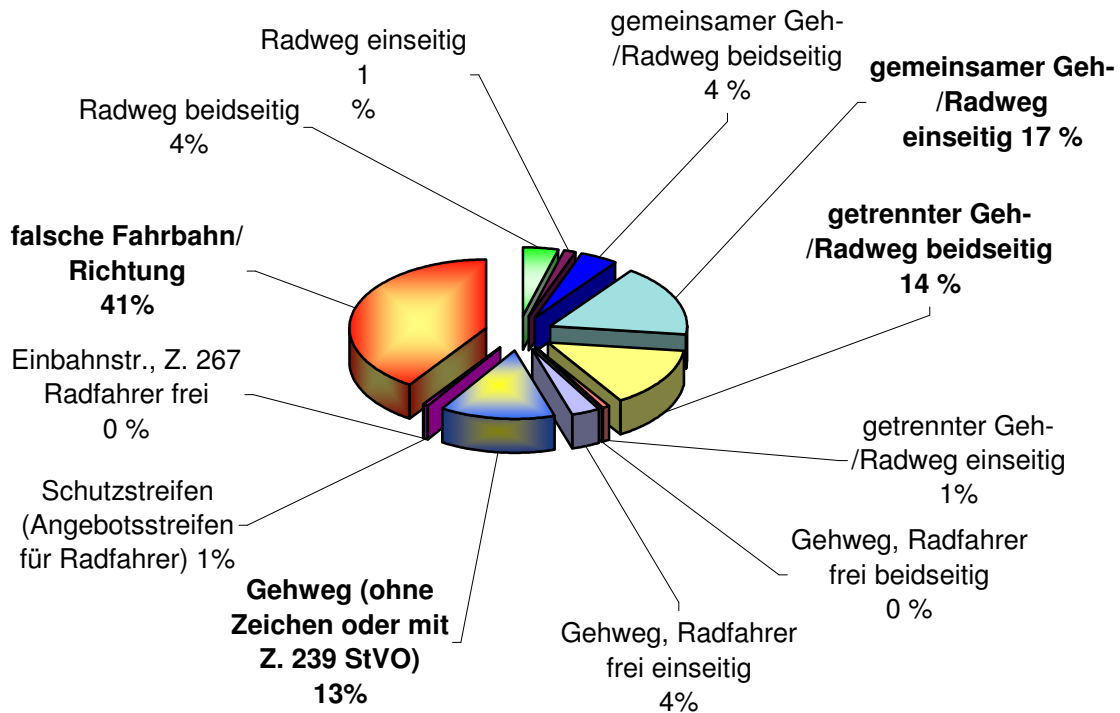 Radweg einseitig
1
%
gemeinsamer Geh-
/Radweg beidseitig
4 %
gemeinsamer Geh-
/Radweg
einseitig 17 %
Radweg beidseitig
4%
getrennter Geh-
/Radweg beidseitig
14 %
falsche Fahrbahn/
Richtung
41%
Einbahnstr., Z. 267
Radfahrer frei
0 %
getrennter Geh-
/Radweg einseitig
1%
Schutzstreifen
(Angebotsstreifen
für Radfahrer) 1%
Gehweg, Radfahrer
frei beidseitig
0 %
Gehweg (ohne
Zeichen oder mit
Z. 239 StVO)
13%
Gehweg, Radfahrer
frei einseitig
4%